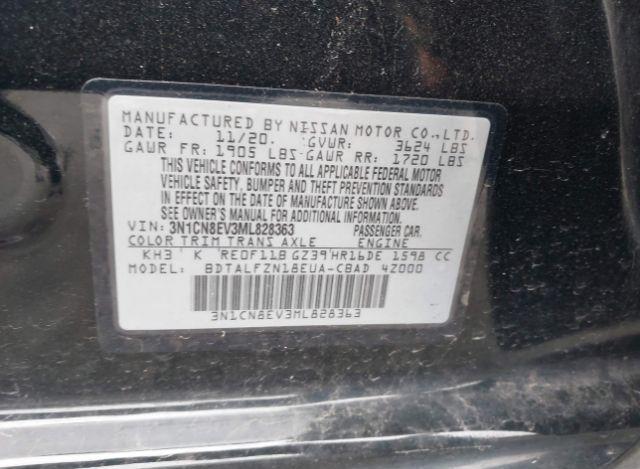 MANUFACTURED BY NISSAN MOTOR CO.,LTD.
DATE: 11/20. GVWR: 3624 LBS
GAWR FR: 1905 LBS-GAWR RR: 1720 LBS
THIS VEHICLE CONFORMS TO ALL APPLICABLE FEDERAL MOTOR
VEHICLE SAFETY, BUMPER AND THEFT PREVENTION STANDARDS
IN EFFECT ON THE DATE OF MANUFACTURE SHOWN ABOVE.
SEE OWNER'S MANUAL FOR ADDITIONAL INFORMATION.
VIN: 3N1CN8EV3ML828363 PASSENGER CAR.
COLOR TRIM TRANS AXLE ENGINE
KH3 K RE0F11B GZ39 HR16DE 1598 CC
MODEL: BDTALFZN18EUA-CBAD 4Z000
3N1CN8EV3ML828363